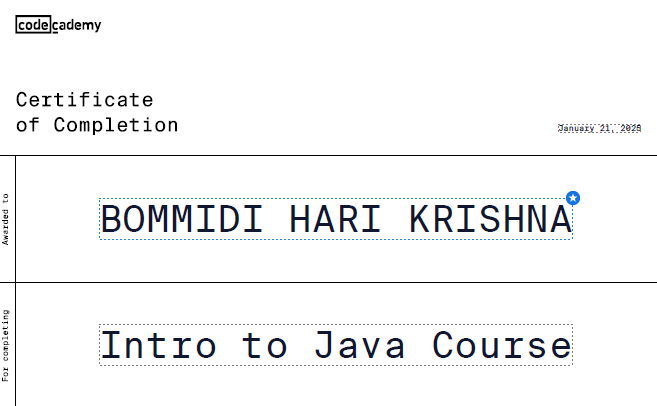 codecademy
Certificate
of Completion
January 21, 2025
Awarded to
BOMMIDI HARI KRISHNA
For completing
Intro to Java Course